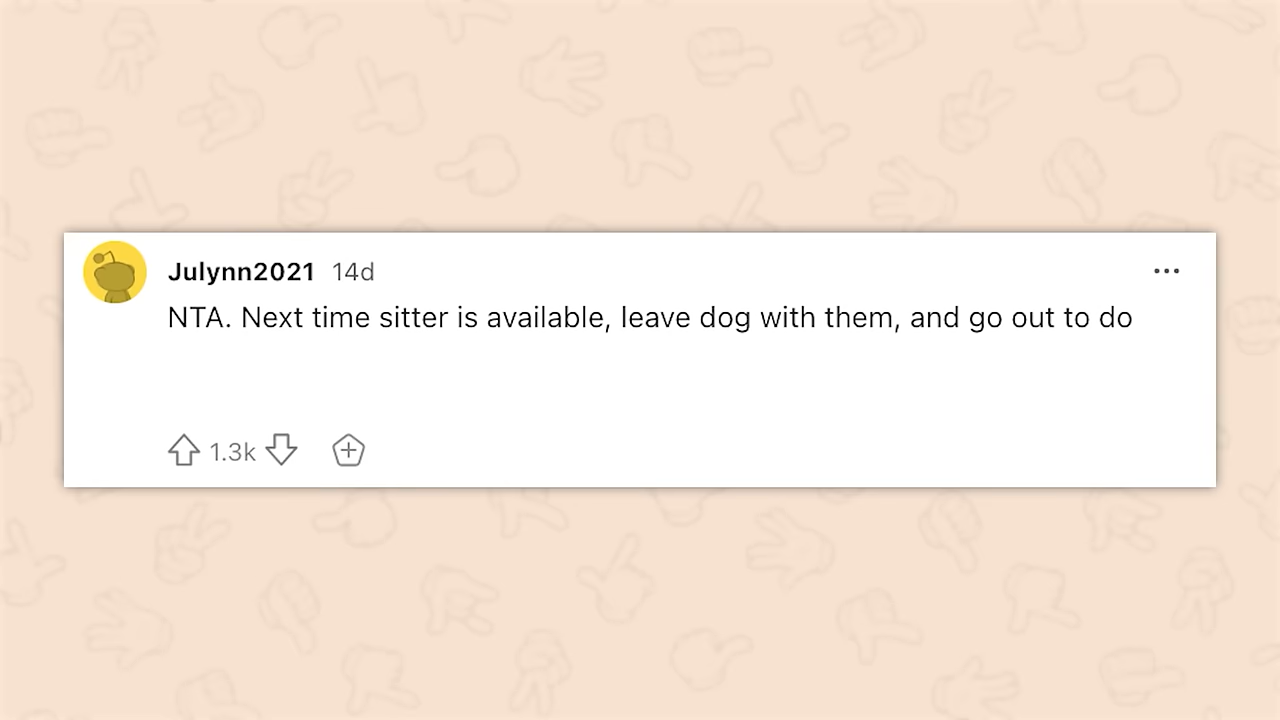 Julynn2021 14d
NTA. Next time sitter is available, leave dog with them, and go out to do
1.3k